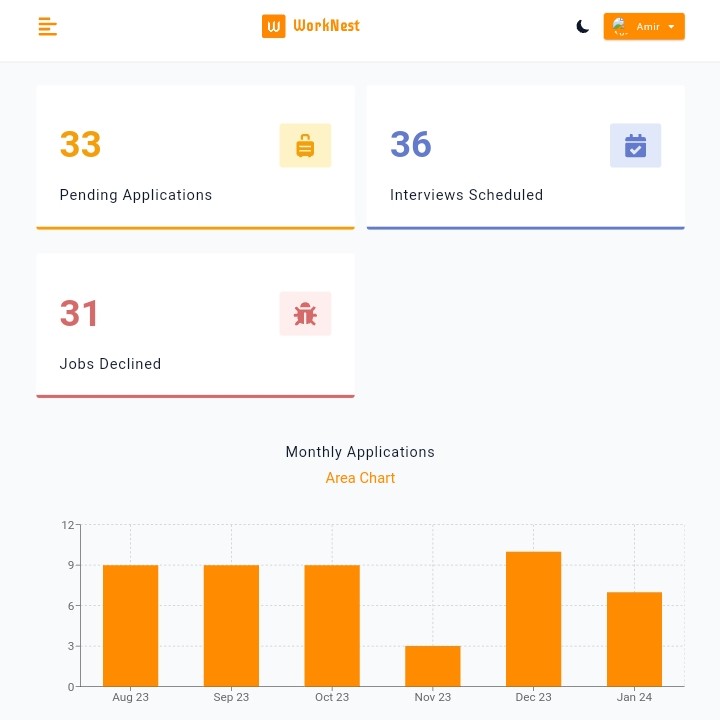 W WorkNest
Amir
33
Pending Applications
36
Interviews Scheduled
31
Jobs Declined
Monthly Applications
Area Chart
12
9
6
3
0
Aug 23 Sep 23 Oct 23 Nov 23 Dec 23 Jan 24